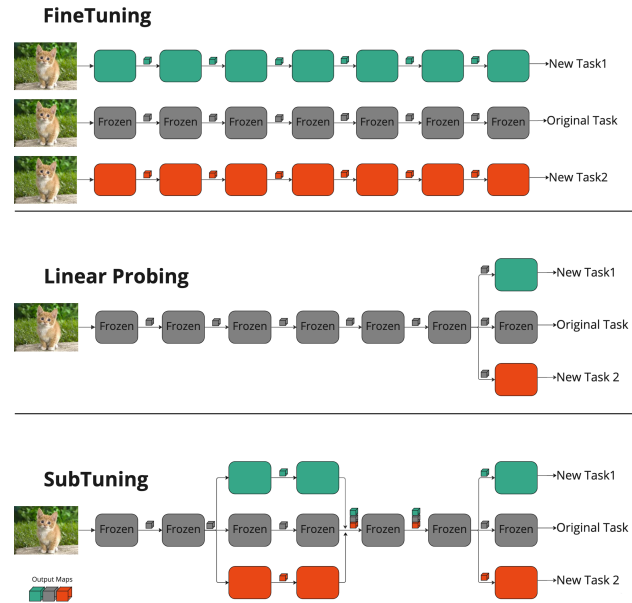 FineTuning
New Task1
Frozen Frozen Frozen Frozen Frozen Frozen Frozen Original Task
New Task2
Linear Probing
New Task1
Frozen Frozen Frozen Frozen Frozen Frozen Frozen Original Task
New Task 2
SubTuning
New Task1
Frozen Frozen Frozen Frozen Frozen Frozen Frozen Original Task
New Task 2
Output Maps